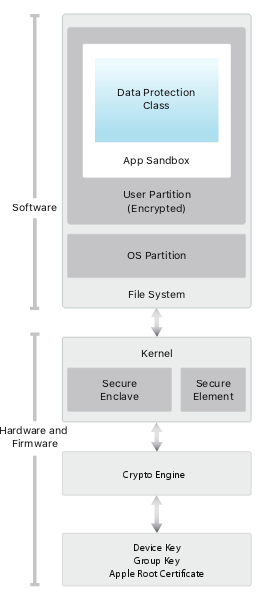 Data Protection
Class
App Sandbox
User Partition
(Encrypted)
Software
OS Partition
File System
Kernel
Secure
Enclave
Secure
Element
Hardware and
Firmware
Crypto Engine
Device Key
Group Key
Apple Root Certificate